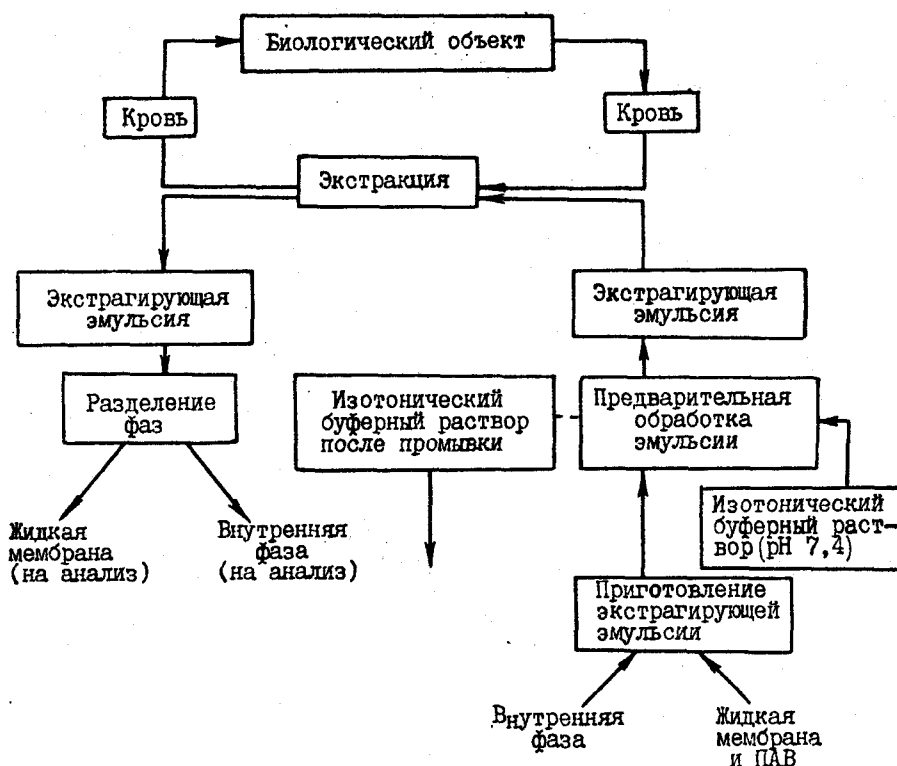 Биологический объект
Кровь
Кровь
Экстракция
Экстрагирующая
эмульсия
Экстрагирующая
эмульсия
Разделение
фаз
Изотонический
буферный раствор
после промывки
Предварительная
обработка
эмульсии
Жидкая
мембрана
(на анализ)
Внутренняя
фаза
(на анализ)
Изотонический
буферный раст-
вор (рН 7,4)
Приготовление
экстрагирующей
эмульсии
Внутренняя
фаза
Жидкая
мембрана
и ПАВ